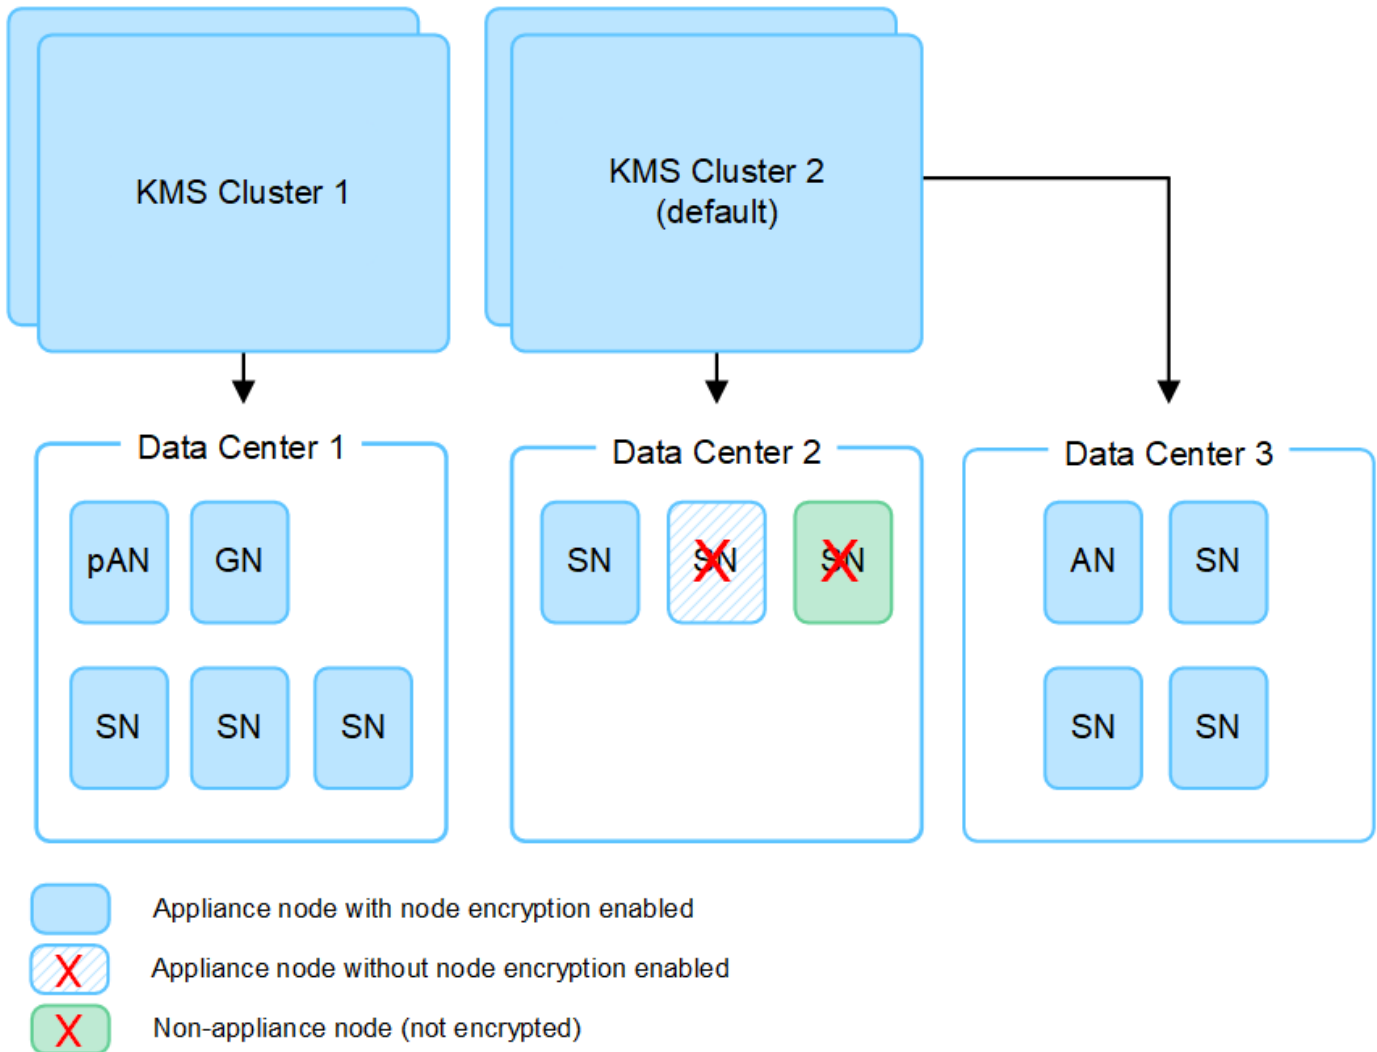 KMS Cluster 1
KMS Cluster 2
(default)
Data Center 1
pAN
GN
SN
SN
SN
Data Center 2
SN
SN
X
SN
X
Data Center 3
AN
SN
SN
SN
Appliance node with node encryption enabled
X
Appliance node without node encryption enabled
X
Non-appliance node (not encrypted)